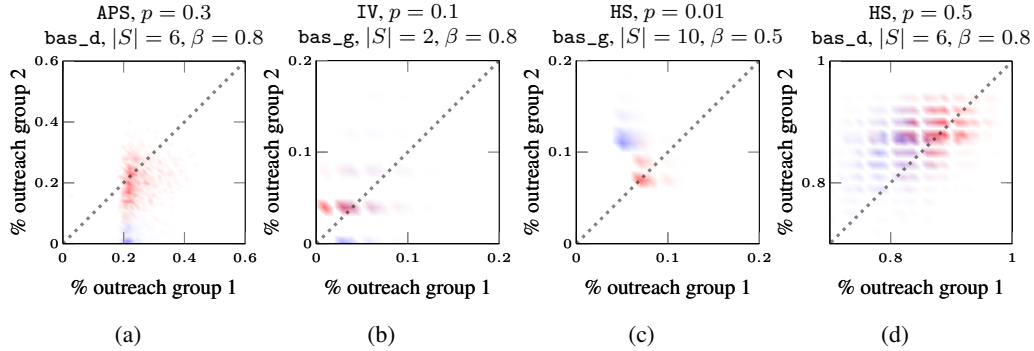 APS, p = 0.3
bas_d, |S| = 6, β = 0.8
% outreach group 2
0.6
0.4
0.2
0
0
0.2
0.4
0.6
% outreach group 1
(a)
IV, p = 0.1
bas_g, |S| = 2, β = 0.8
% outreach group 2
0.2
0.1
0
0
0.1
0.2
% outreach group 1
(b)
HS, p = 0.01
bas_g, |S| = 10, β = 0.5
% outreach group 2
0.2
0.1
0
0
0.1
0.2
% outreach group 1
(c)
HS, p = 0.5
bas_d, |S| = 6, β = 0.8
% outreach group 2
1
0.8
0.8
1
% outreach group 1
(d)